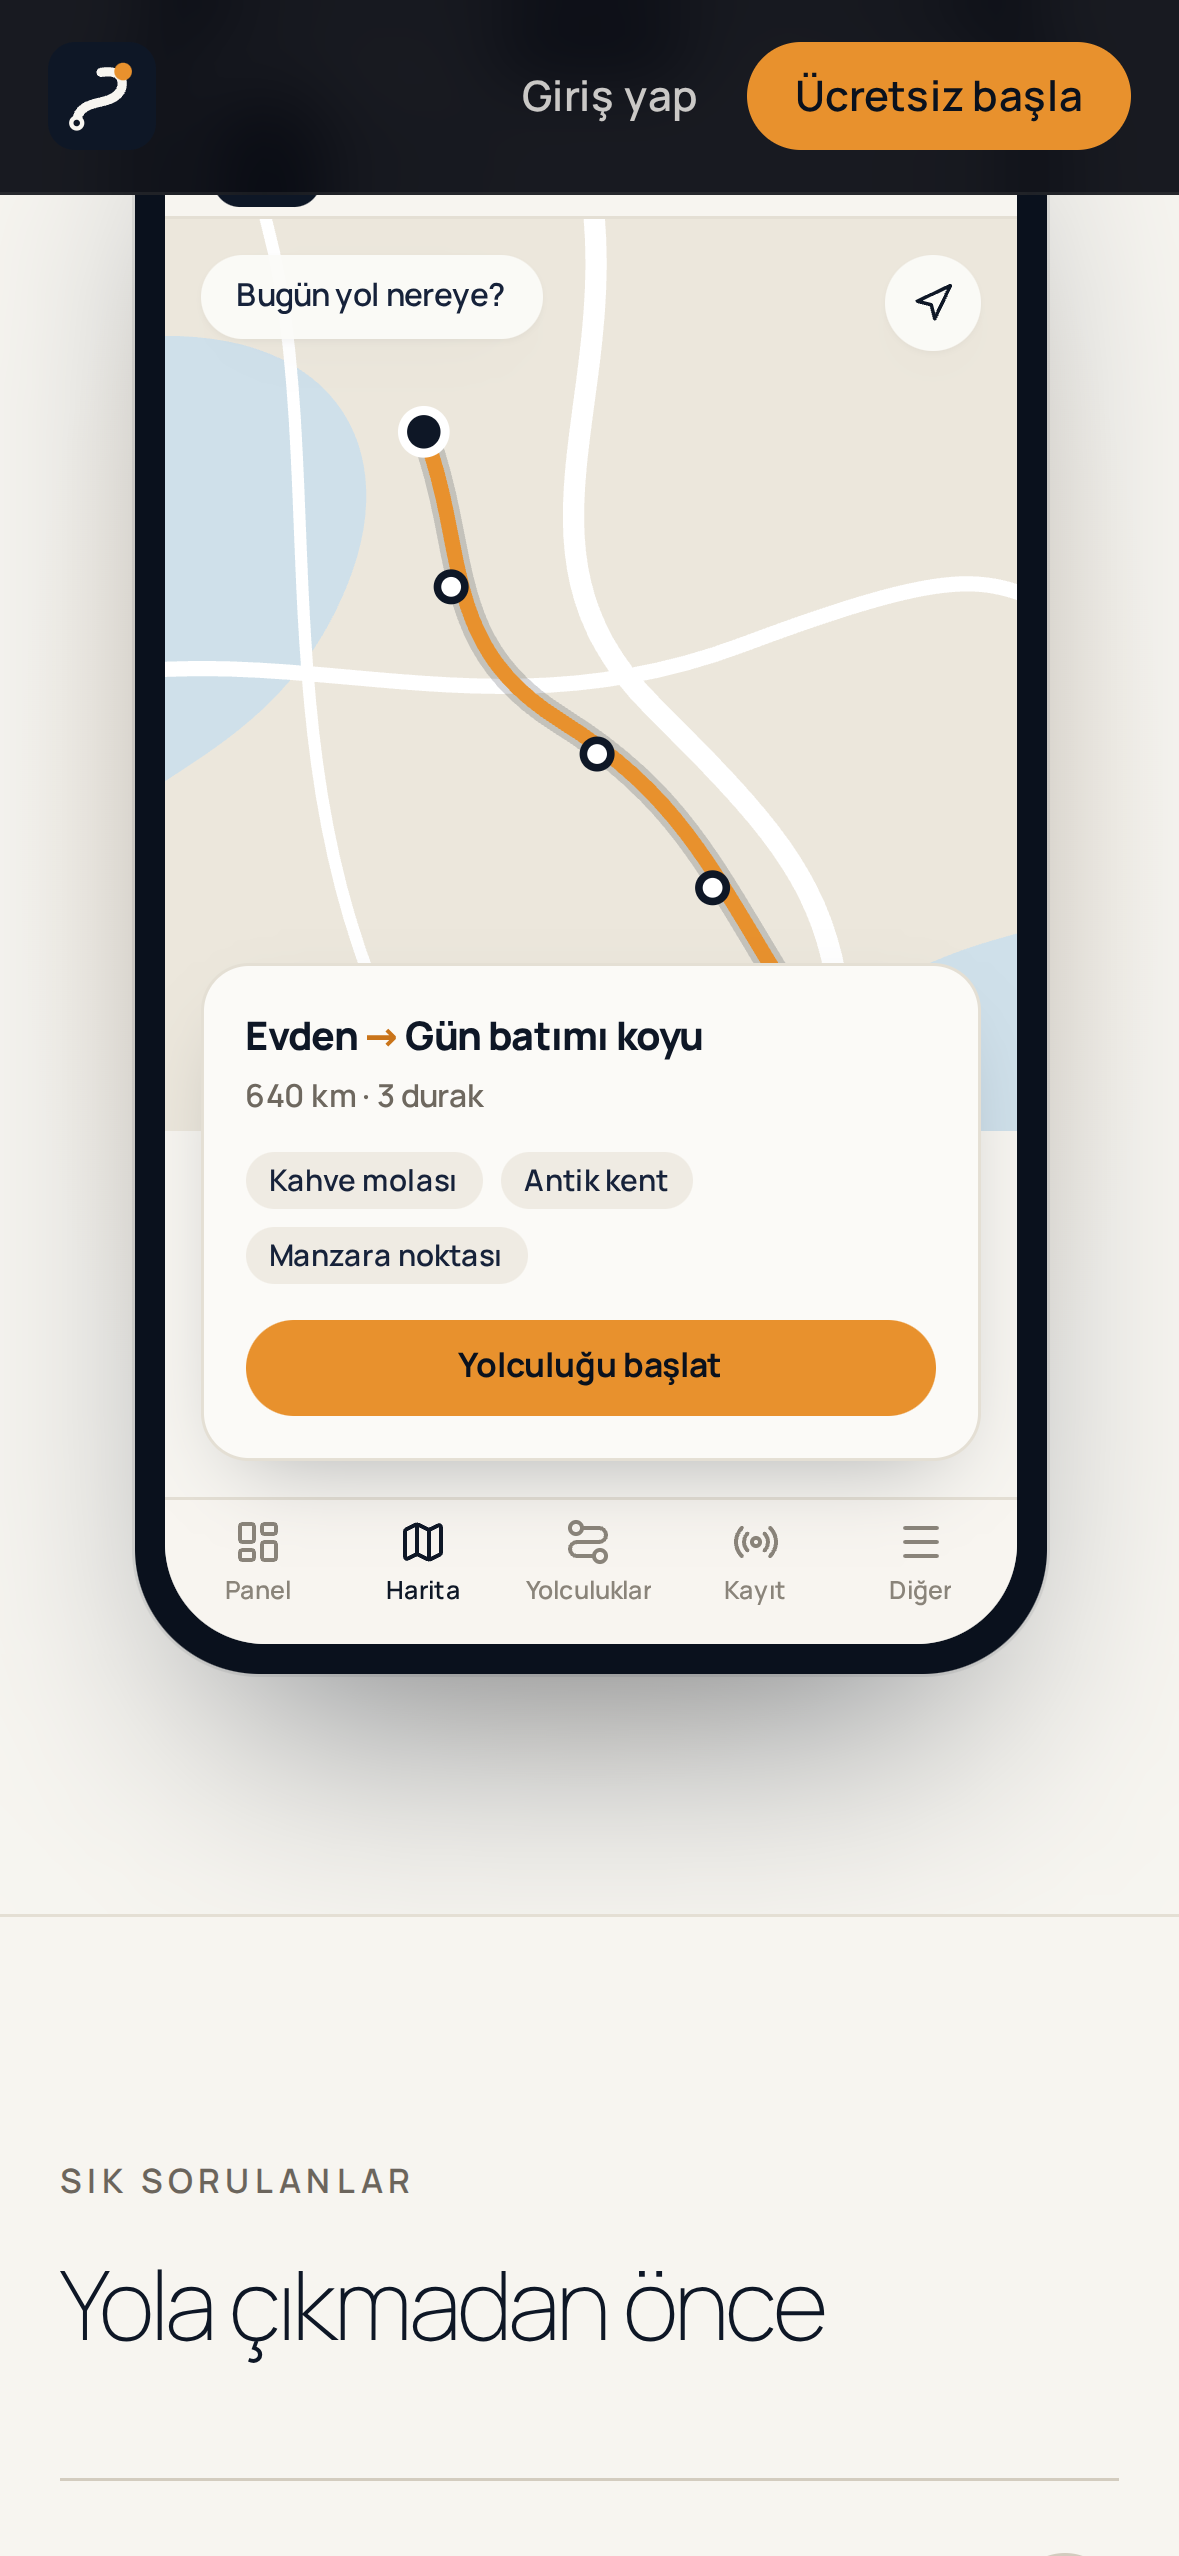 Giriş yap
Ücretsiz başla
Bugün yol nereye?
Evden → Gün batımı koyu
640 km · 3 durak
Kahve molası
Antik kent
Manzara noktası
Yolculuğu başlat
Panel
Harita
Yolculuklar
Kayıt
Diğer
SIK SORULANLAR
Yola çıkmadan önce